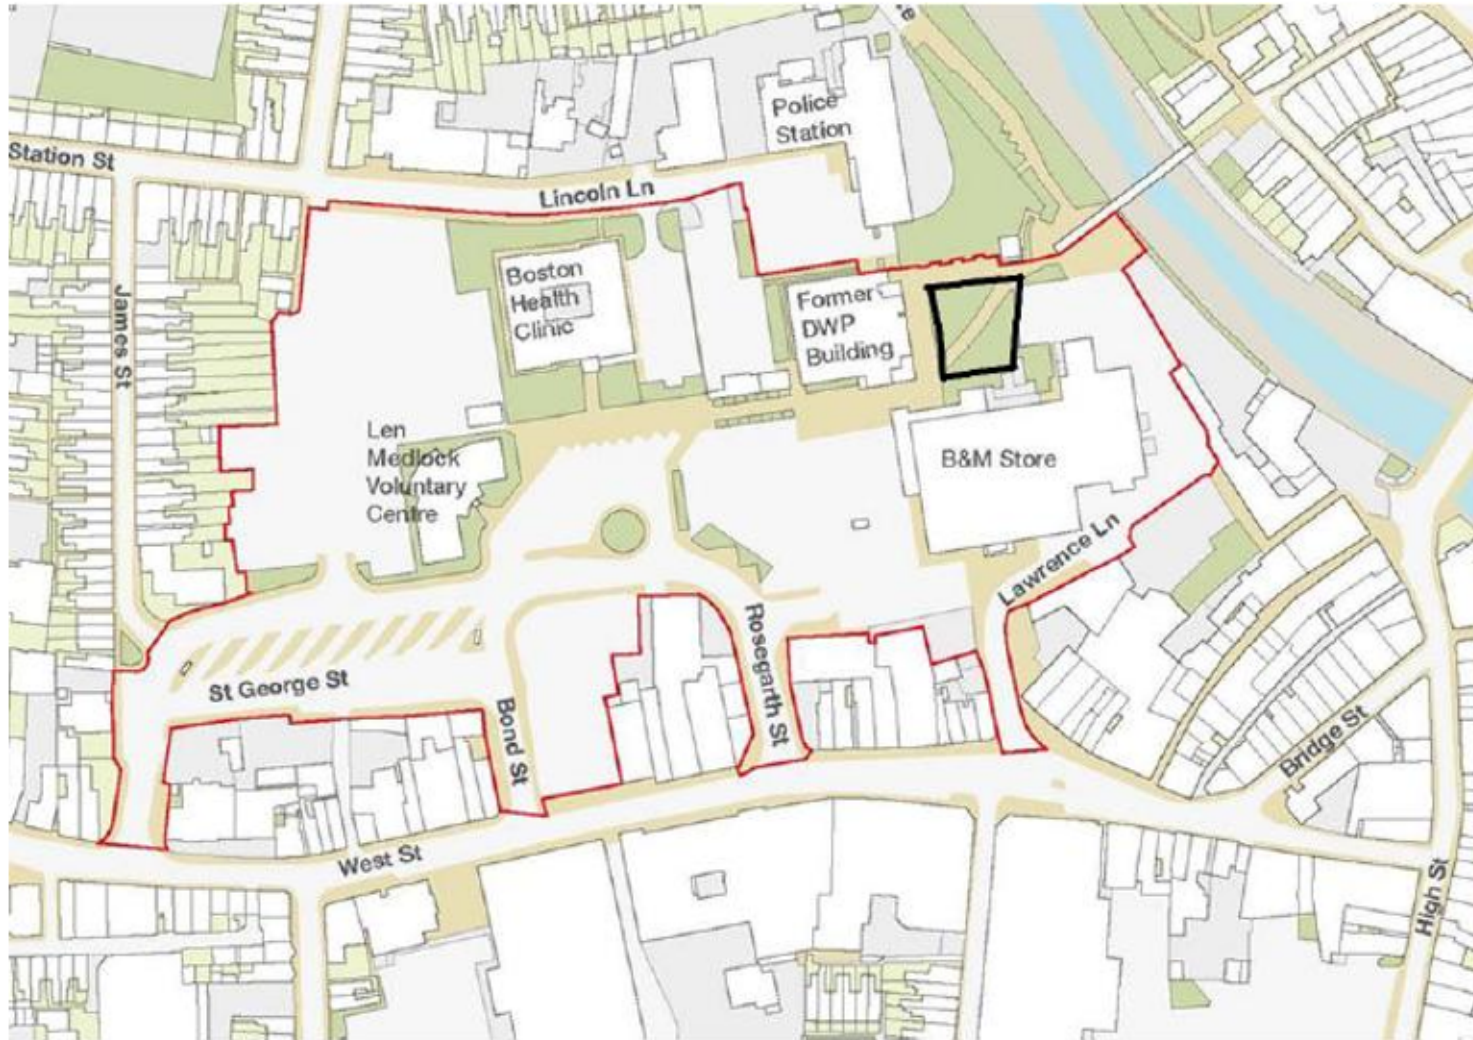 Police
Station
Station St
Lincoln Ln
Boston
Health
Clinic
Former
DWP
Building
James St
Len
Medlock
Voluntary
Centre
B&M Store
Lawrence Ln
Rosegarth St
St George St
Bond St
Bridge St
West St
High St